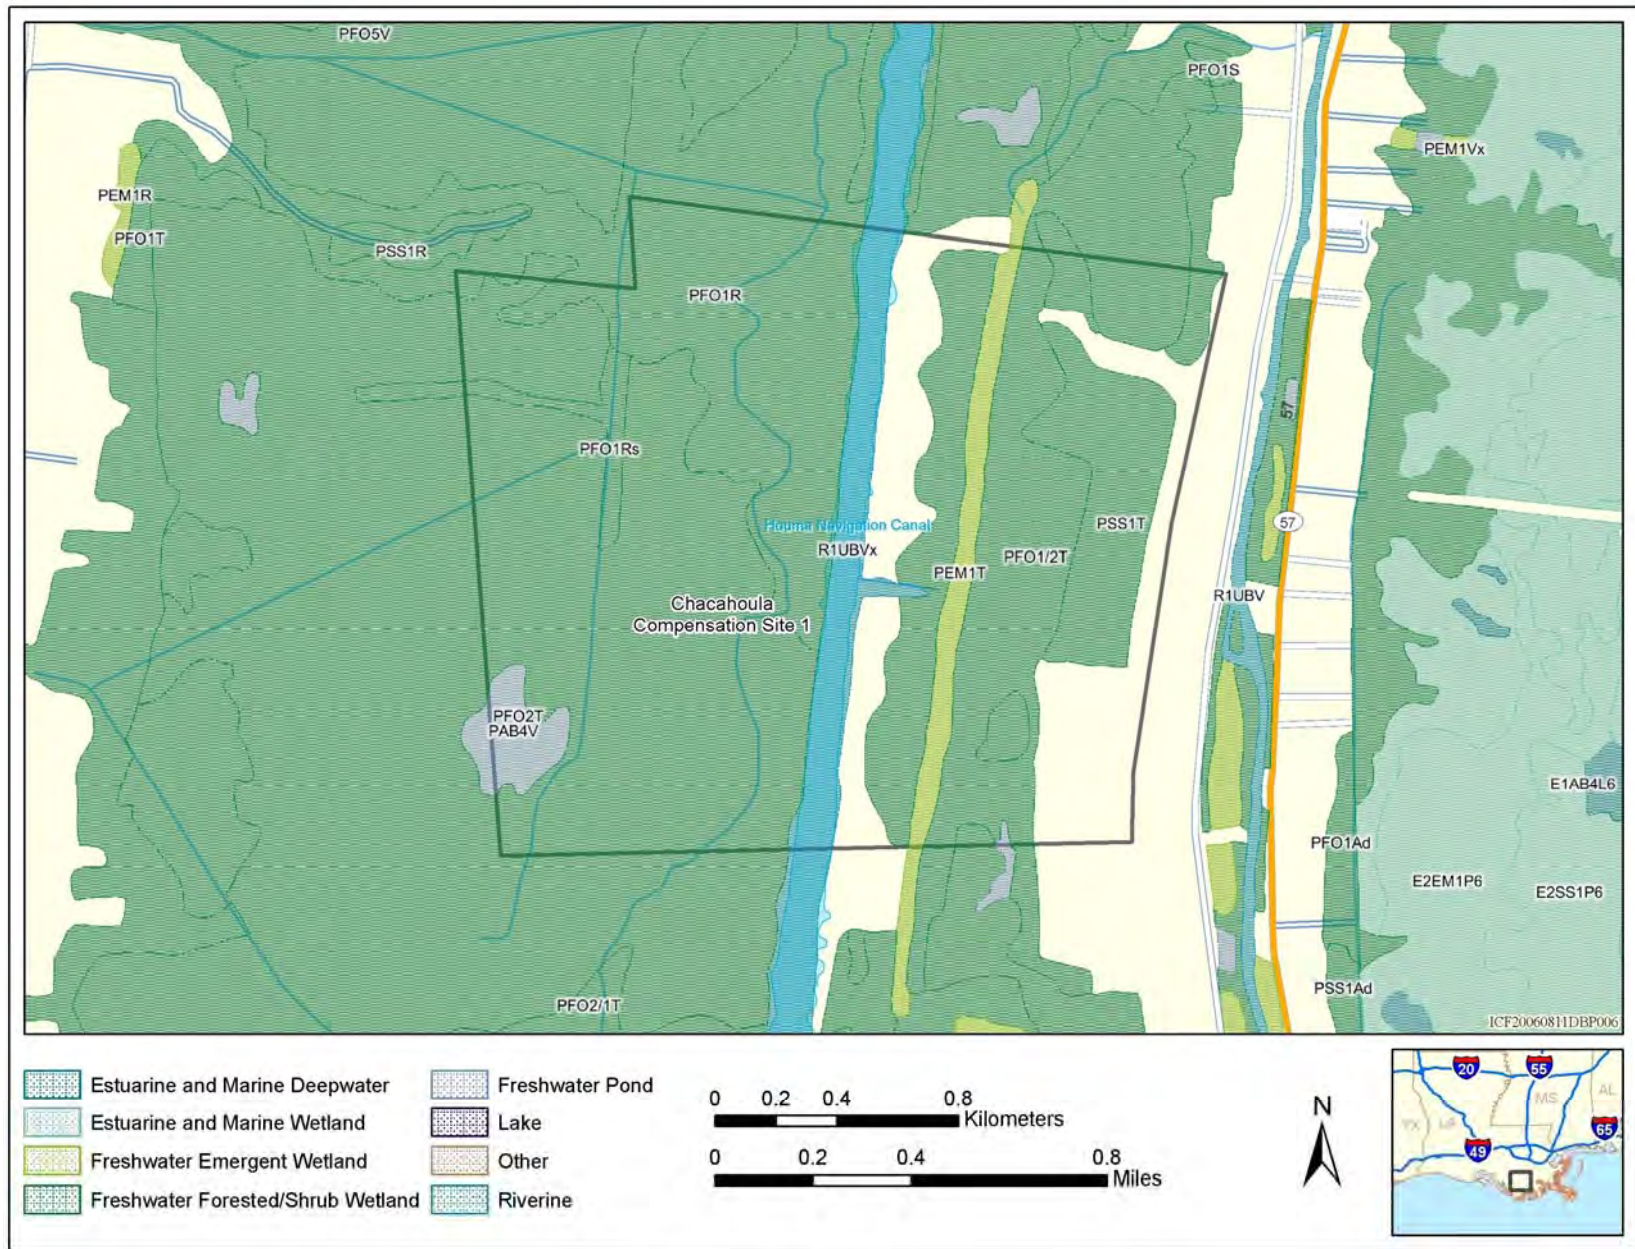 PFO5V
PFO1S
PEM1Vx
PEM1R
PFO1T
PSS1R
PFO1R
57
PFO1Rs
Houma Navigation Canal
57
PSS1T
R1UBVx
PFO1/2T
PEM1T
R1UBV
Chacahoula
Compensation Site 1
PFO2T
PAB4V
E1AB4L6
PFO1Ad
E2EM1P6
E2SS1P6
PSS1Ad
PFO2/1T
ICF20060811DBP006
Estuarine and Marine Deepwater
Estuarine and Marine Wetland
Freshwater Emergent Wetland
Freshwater Forested/Shrub Wetland
Freshwater Pond
Lake
Other
Riverine
0 0.2 0.4 0.8
Kilometers
0 0.2 0.4 0.8
Miles
N
20
55
MS
AL
TX
LA
65
49